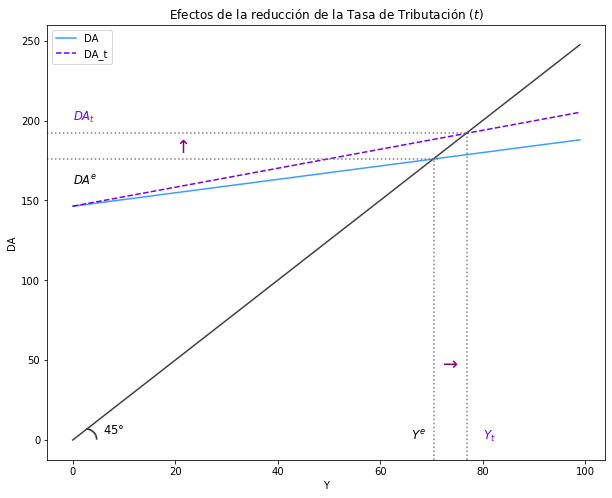 Efectos de la reducción de la Tasa de Tributación (t)
DA
DA_t
250
200
150
100
50
0
DA
DA_t
DA^e
→
45°
Y^e
Y_t
0
20
40
60
80
100
Y